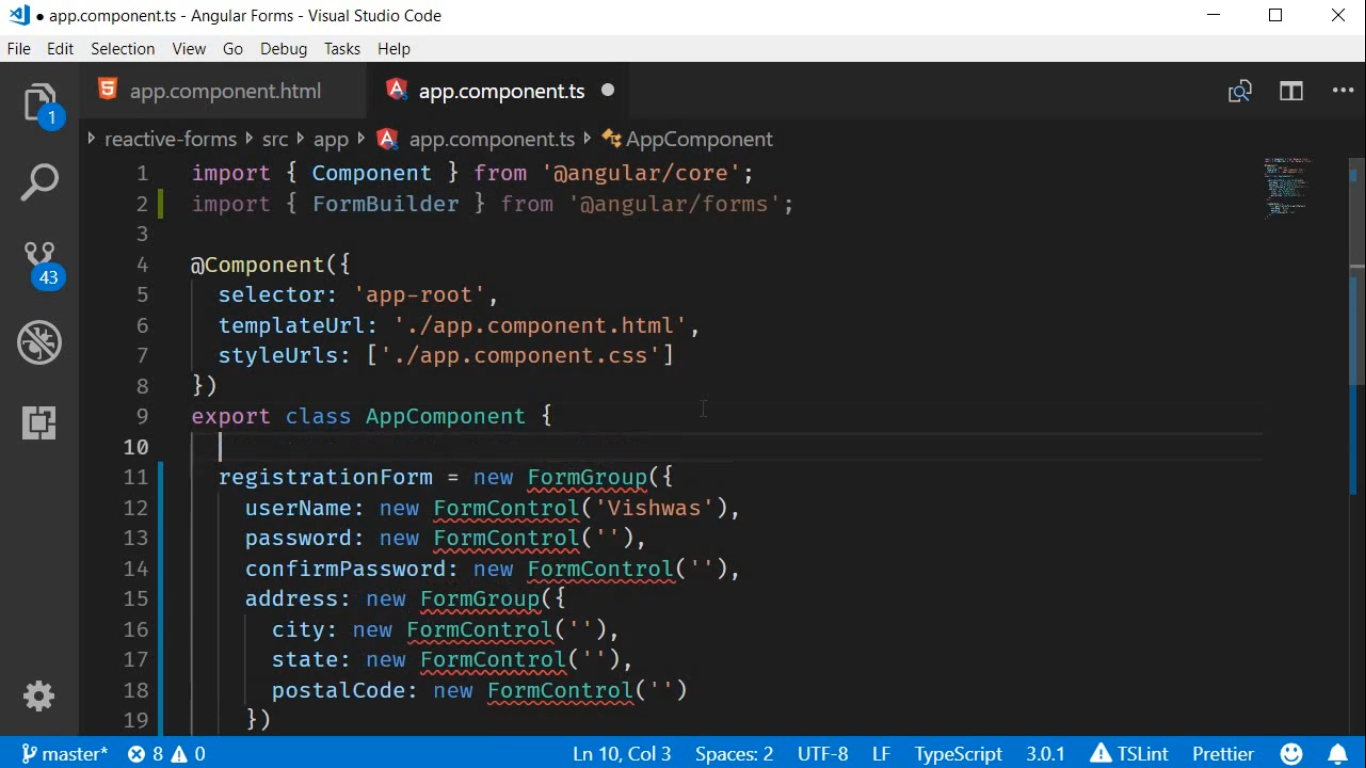 app.component.ts - Angular Forms - Visual Studio Code
File Edit Selection View Go Debug Tasks Help
app.component.html app.component.ts
1
reactive-forms src app app.component.ts AppComponent
1 import { Component } from '@angular/core';
2 import { FormBuilder } from '@angular/forms';
3
4 @Component({
5 selector: 'app-root',
43
6 templateUrl: './app.component.html',
7 styleUrls: ['./app.component.css']
8 })
9 export class AppComponent {
10
11 registrationForm = new FormGroup({
12 userName: new FormControl('Vishwas'),
13 password: new FormControl(''),
14 confirmPassword: new FormControl(''),
15 address: new FormGroup({
16 city: new FormControl(''),
17 state: new FormControl(''),
18 postalCode: new FormControl('')
19 })
master* 8 0 Ln 10, Col 3 Spaces: 2 UTF-8 LF TypeScript 3.0.1 TSLint Prettier